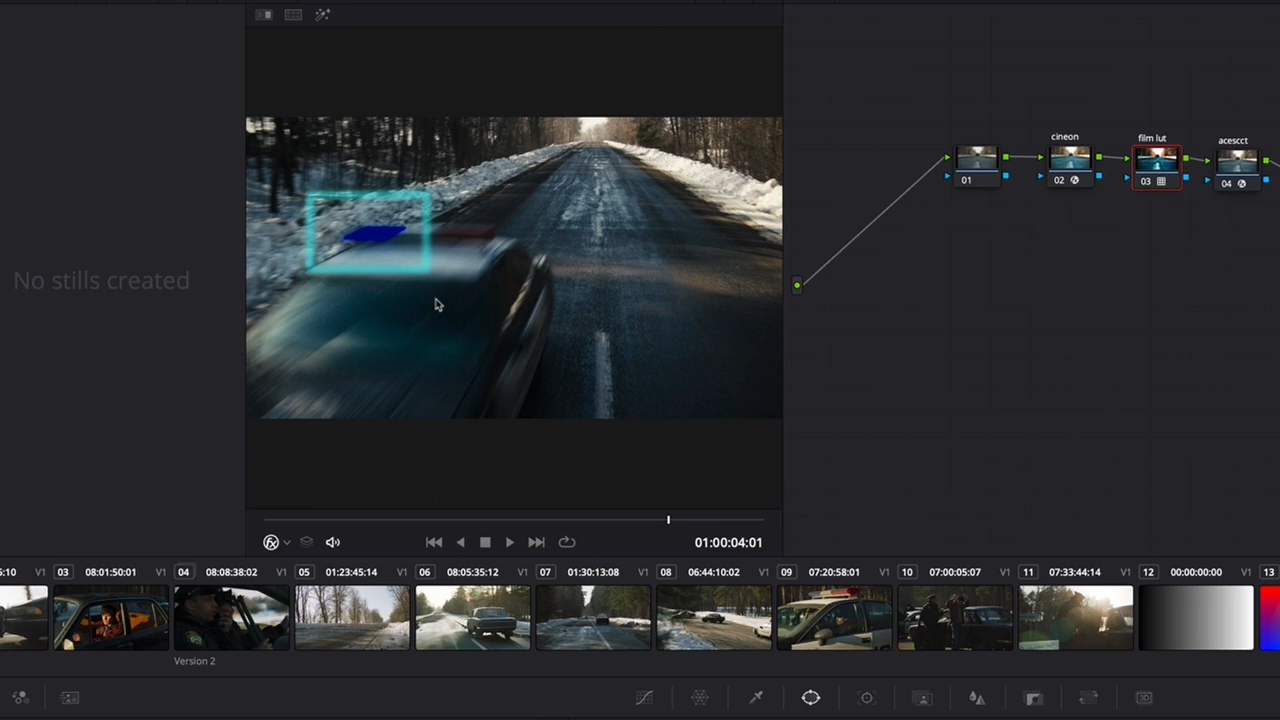 cineon
film lut
acescct
01
02
03
04
No stills created
01:00:04:01
5:10 V1
03 08:01:50:01 V1
04 08:08:38:02 V1
05 01:23:45:14 V1
06 08:05:35:12 V1
07 01:30:13:08 V1
08 06:44:10:02 V1
09 07:20:58:01 V1
10 07:00:05:07 V1
11 07:33:44:14 V1
12 00:00:00:00 V1
13
Version 2
3D